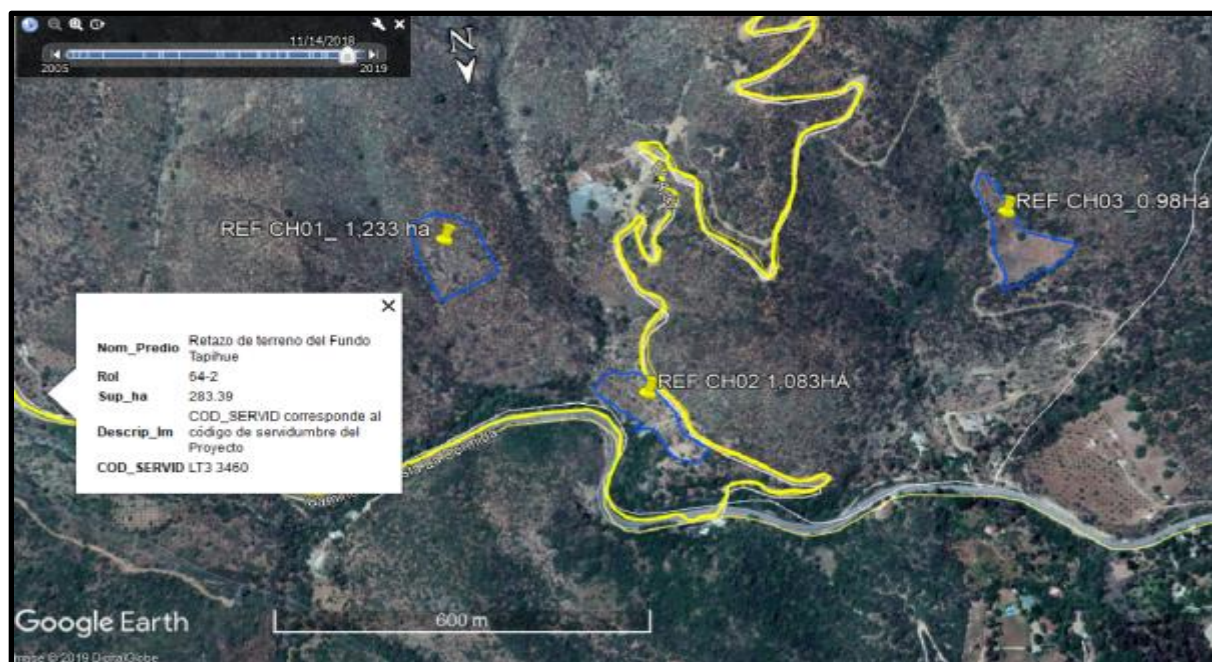 11/14/2018
2005
2019
N
REF CH01_ 1,233 ha
REF CH03_0.98Há
REF CH02 1,083HÁ
Nom_Predio Retazo de terreno del Fundo
Tapihue
Rol 64-2
Sup_ha 283.39
COD_SERVID corresponde al
Descrip_Im código de servidumbre del
Proyecto
COD_SERVID LT3 3460
Google Earth
600 m
Image © 2019 DigitalGlobe